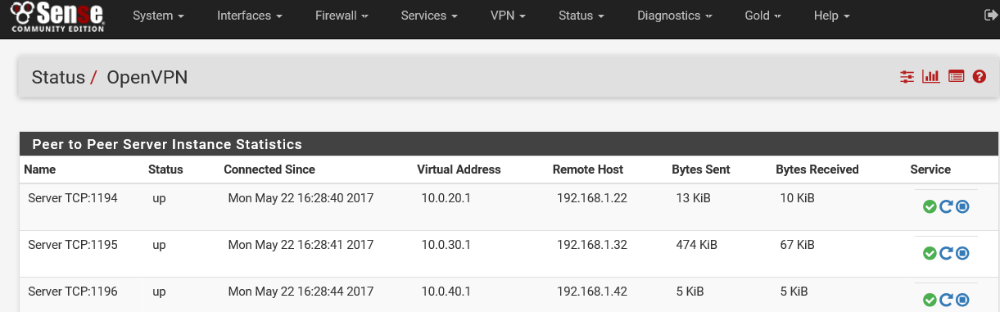 Sense
COMMUNITY EDITION
System Interfaces Firewall Services VPN Status Diagnostics Gold Help
Status / OpenVPN
Peer to Peer Server Instance Statistics
Name Status Connected Since Virtual Address Remote Host Bytes Sent Bytes Received Service
Server TCP:1194 up Mon May 22 16:28:40 2017 10.0.20.1 192.168.1.22 13 KiB 10 KiB
Server TCP:1195 up Mon May 22 16:28:41 2017 10.0.30.1 192.168.1.32 474 KiB 67 KiB
Server TCP:1196 up Mon May 22 16:28:44 2017 10.0.40.1 192.168.1.42 5 KiB 5 KiB